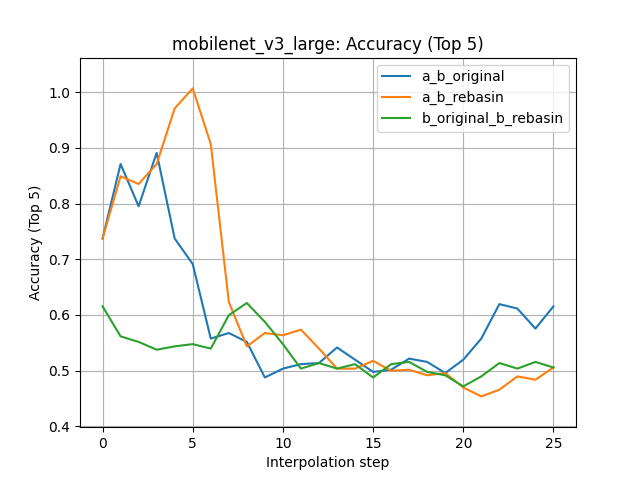 mobilenet_v3_large: Accuracy (Top 5)
a_b_original
a_b_rebasin
b_original_b_rebasin
Accuracy (Top 5)
1.0
0.9
0.8
0.7
0.6
0.5
0.4
0 5 10 15 20 25
Interpolation step